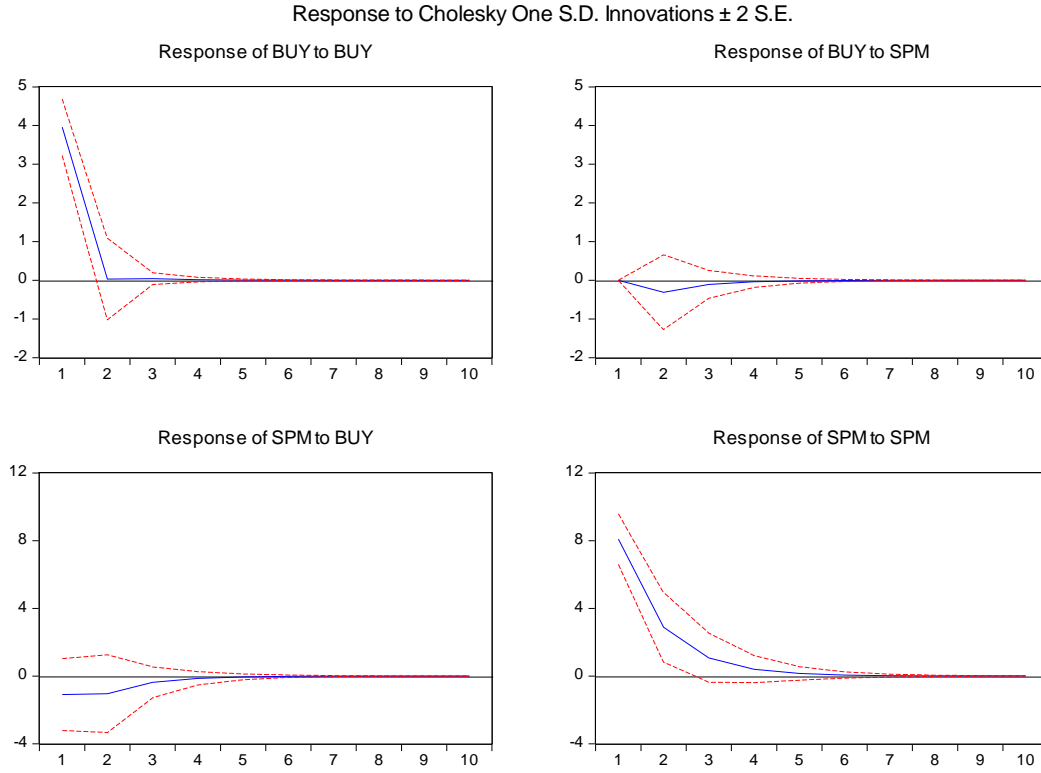 Response to Cholesky One S.D. Innovations ± 2 S.E.
Response of BUY to BUY
5
4
3
2
1
0
-1
-2
1 2 3 4 5 6 7 8 9 10
Response of BUY to SPM
5
4
3
2
1
0
-1
-2
1 2 3 4 5 6 7 8 9 10
Response of SPM to BUY
12
8
4
0
-4
1 2 3 4 5 6 7 8 9 10
Response of SPM to SPM
12
8
4
0
-4
1 2 3 4 5 6 7 8 9 10